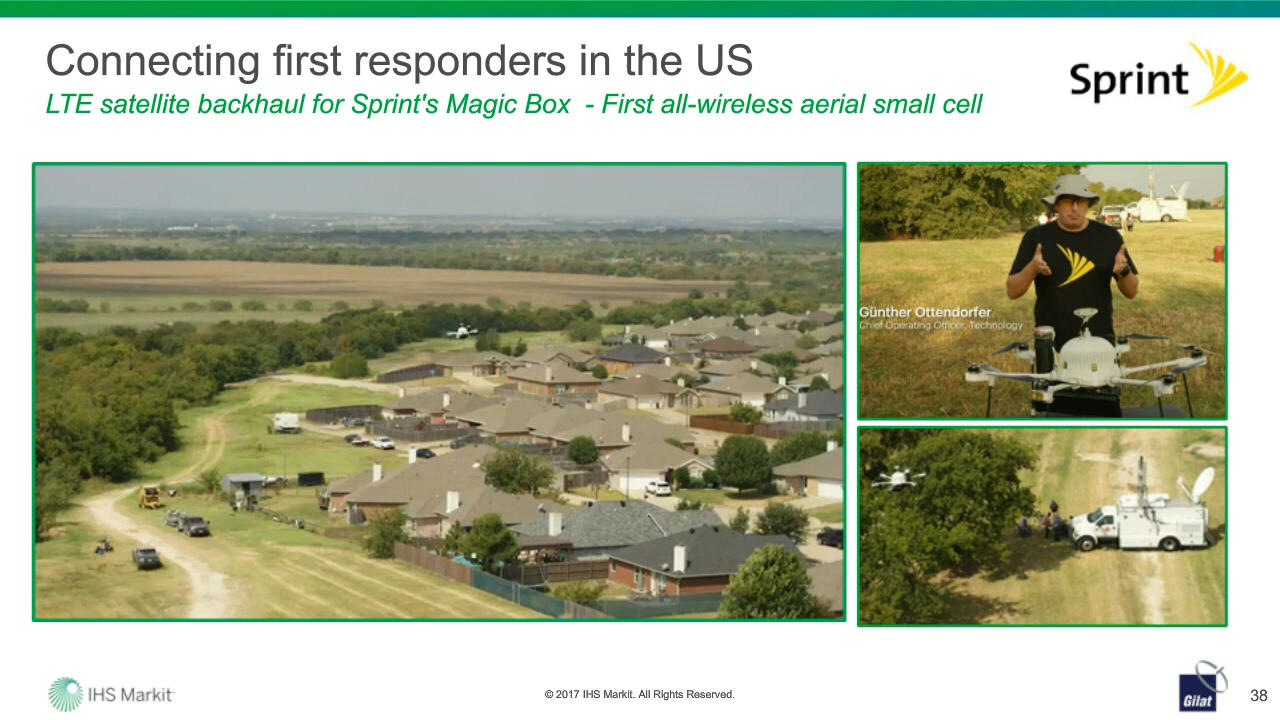 Connecting first responders in the US
LTE satellite backhaul for Sprint's Magic Box - First all-wireless aerial small cell
Sprint
Günther Ottendorfer
Chief Operating Officer, Technology
IHS Markit
© 2017 IHS Markit. All Rights Reserved.
Gilat
38